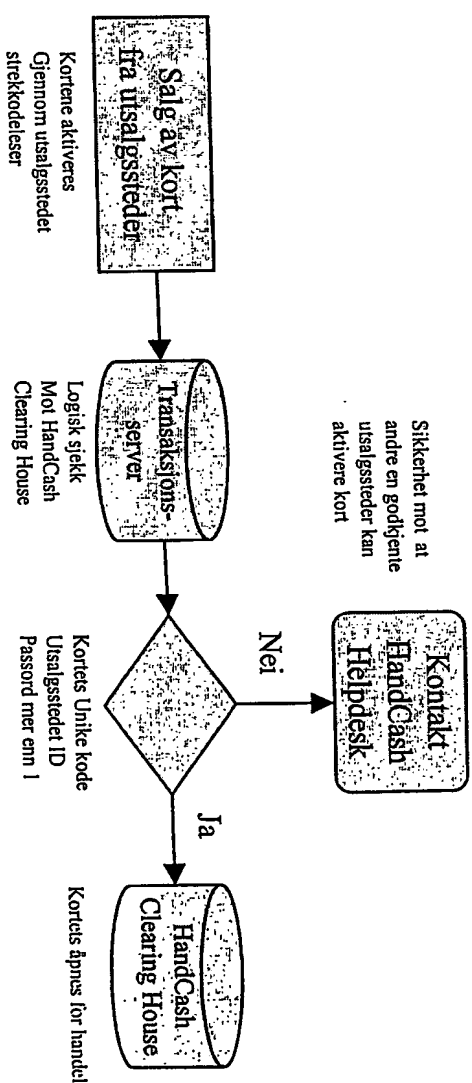 Salg av kort
fra utsalgssteder
Kortene aktiveres
Gjennom utsalgsstedet
strekkodeleser
Transaksjons-
server
Logisk sjekk
Mot HandCash
Clearing House
Sikkerhet mot at
andre en godkjente
utsalgssteder kan
aktivere kort
Kontakt
HandCash
Helpdesk
Nei
Kortets Unike kode
Utsalgsstedet ID
Passord mer enn 1
Ja
HandCash
Clearing House
Kortets åpnes for handel